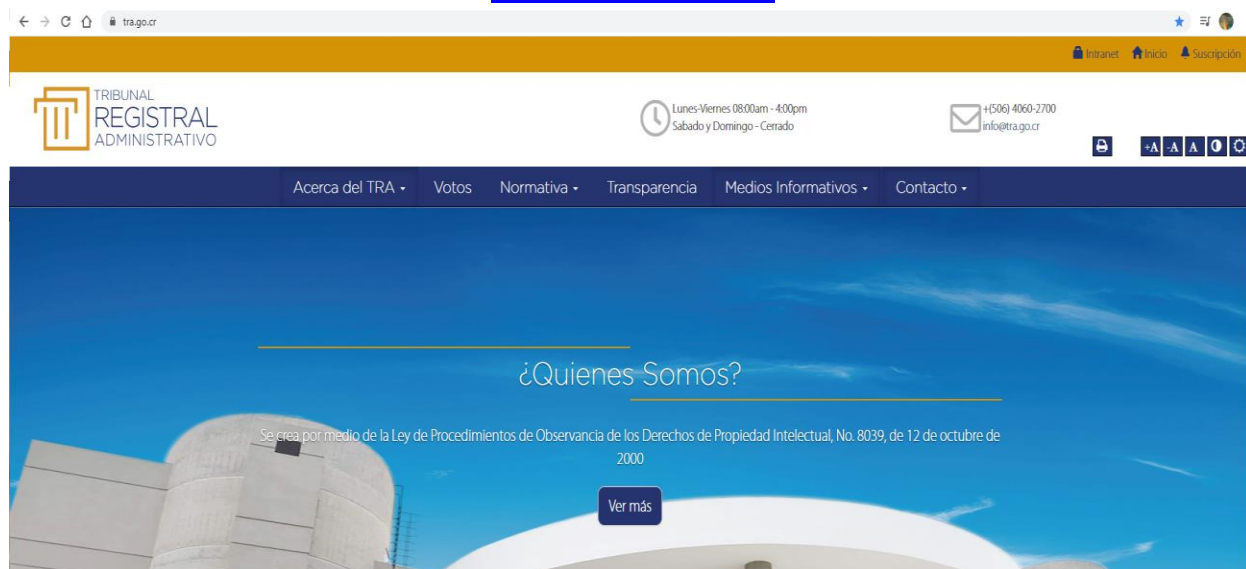 tra.go.cr
Intranet Inicio Suscripción
TRIBUNAL
REGISTRAL
ADMINISTRATIVO
Lunes-Viernes 08:00am - 4:00pm
Sabado y Domingo - Cerrado
+(506) 4060-2700
info@tra.go.cr
+A -A A
Acerca del TRA Votos Normativa Transparencia Medios Informativos Contacto
¿Quienes Somos?
Se crea por medio de la Ley de Procedimientos de Observancia de los Derechos de Propiedad Intelectual, No. 8039, de 12 de octubre de
2000
Ver más